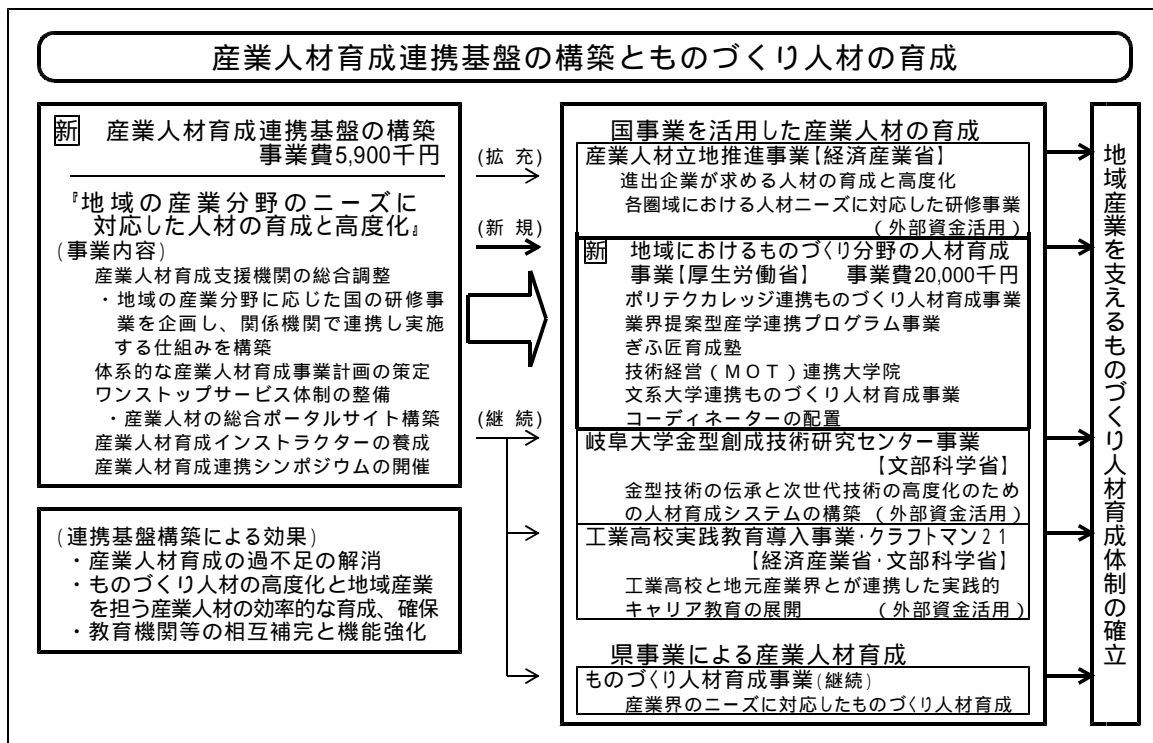 産業人材育成連携基盤の構築とものづくり人材の育成
新 産業人材育成連携基盤の構築
事業費5,900千円
『地域の産業分野のニーズに
対応した人材の育成と高度化』
(事業内容)
産業人材育成支援機関の総合調整
・地域の産業分野に応じた国の研修事
業を企画し、関係機関で連携し実施
する仕組みを構築
体系的な産業人材育成事業計画の策定
ワンストップサービス体制の整備
・産業人材の総合ポータルサイト構築
産業人材育成インストラクターの養成
産業人材育成連携シンポジウムの開催
(連携基盤構築による効果)
・産業人材育成の過不足の解消
・ものづくり人材の高度化と地域産業
を担う産業人材の効率的な育成、確保
・教育機関等の相互補完と機能強化
(拡 充)
(新 規)
(継 続)
国事業を活用した産業人材の育成
産業人材立地推進事業【経済産業省】
進出企業が求める人材の育成と高度化
各圏域における人材ニーズに対応した研修事業
(外部資金活用)
新 地域におけるものづくり分野の人材育成
事業【厚生労働省】 事業費20,000千円
ポリテクカレッジ連携ものづくり人材育成事業
業界提案型産学連携プログラム事業
ぎふ匠育成塾
技術経営(MOT)連携大学院
文系大学連携ものづくり人材育成事業
コーディネーターの配置
岐阜大学金型創成技術研究センター事業
【文部科学省】
金型技術の伝承と次世代技術の高度化のため
の人材育成システムの構築 (外部資金活用)
工業高校実践教育導入事業・クラフトマン21
【経済産業省・文部科学省】
工業高校と地元産業界とが連携した実践的
キャリア教育の展開 (外部資金活用)
県事業による産業人材育成
ものづくり人材育成事業(継続)
産業界のニーズに対応したものづくり人材育成
地域産業を支えるものづくり人材育成体制の確立